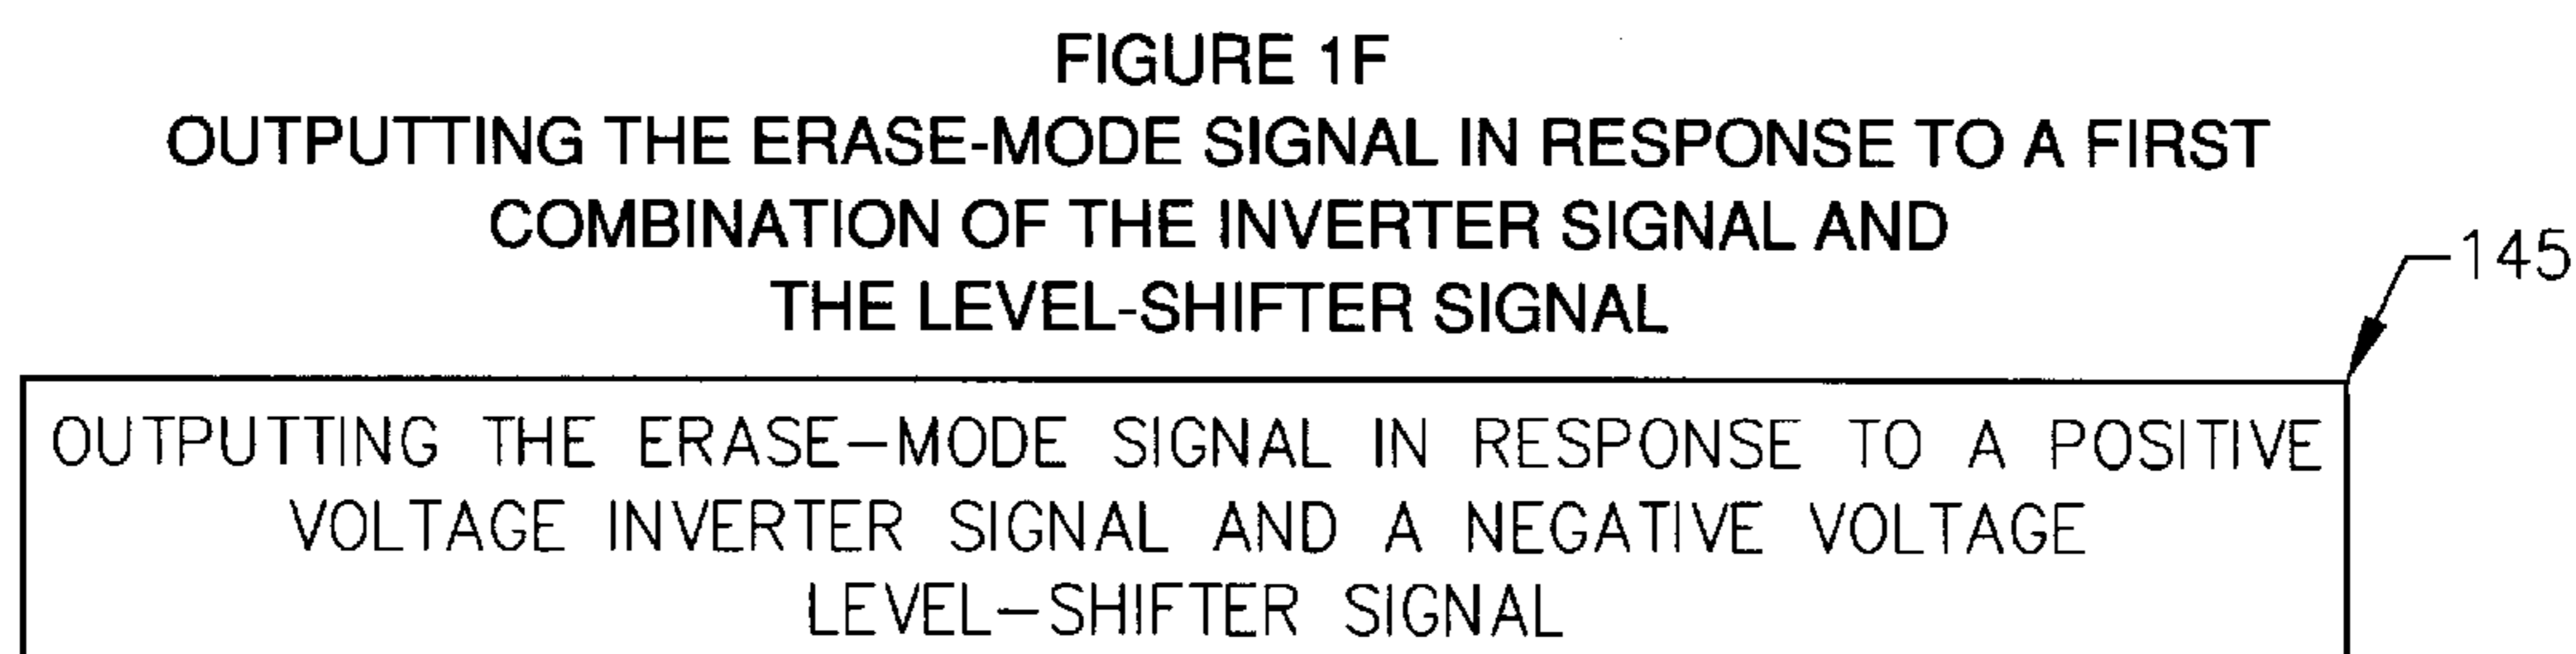 FIGURE 1F
OUTPUTTING THE ERASE-MODE SIGNAL IN RESPONSE TO A FIRST
COMBINATION OF THE INVERTER SIGNAL AND
THE LEVEL-SHIFTER SIGNAL
145
OUTPUTTING THE ERASE-MODE SIGNAL IN RESPONSE TO A POSITIVE
VOLTAGE INVERTER SIGNAL AND A NEGATIVE VOLTAGE
LEVEL-SHIFTER SIGNAL